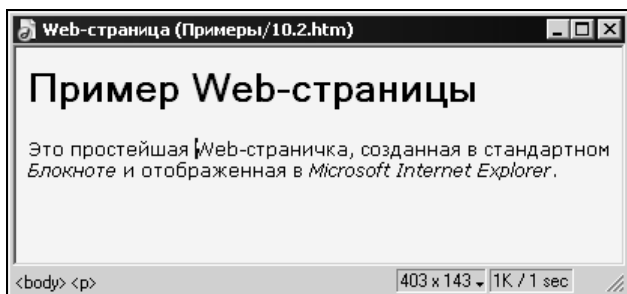 Web-страница (Примеры/10.2.htm)
Пример Web-страницы
Это простейшая Web-страничка, созданная в стандартном
Блокноте и отображенная в Microsoft Internet Explorer.
<body> <p>
403 x 143 1K / 1 sec